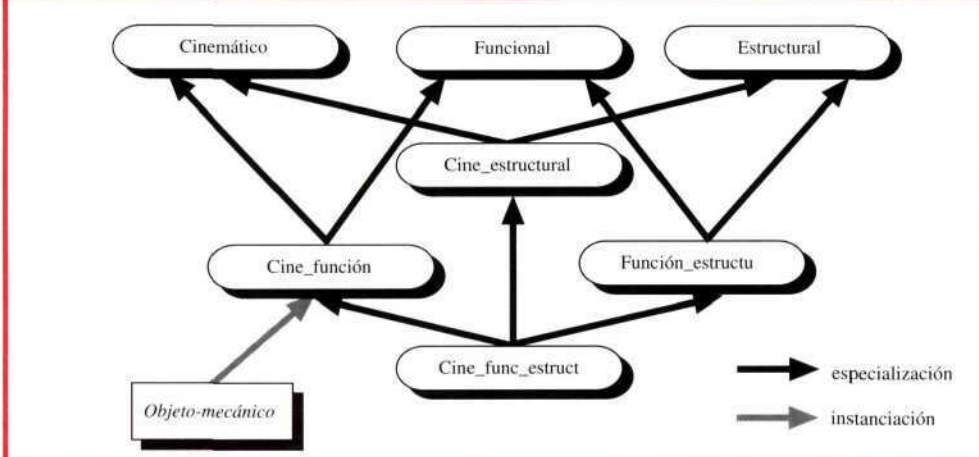 Cinemático
Funcional
Estructural
Cine_estructural
Cine_función
Función_estructu
Cine_func_estruct
Objeto-mecánico
especialización
instanciación